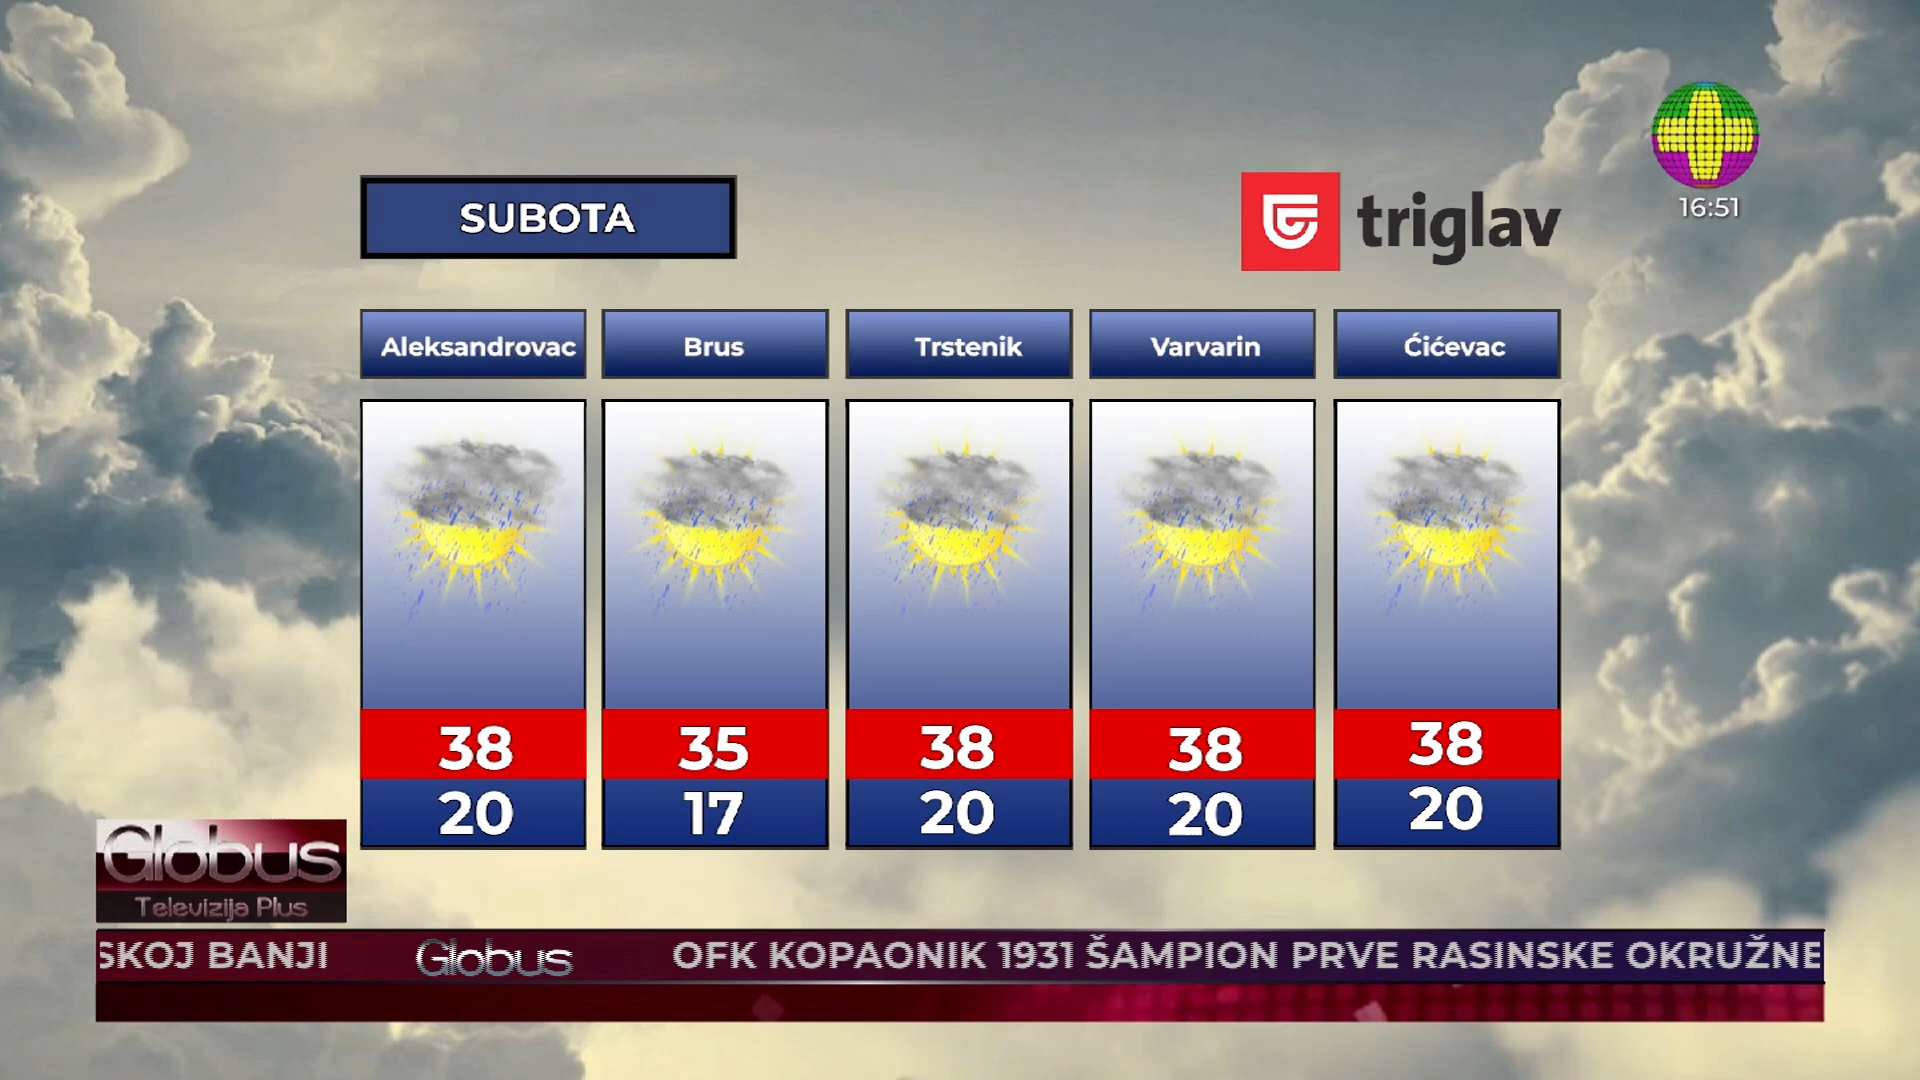 16:51
SUBOTA
triglav
Aleksandrovac
Brus
Trstenik
Varvarin
Ćićevac
38
35
38
38
38
20
17
20
20
20
Globus
Televizija Plus
SKOJ BANJI Globus OFK KOPAONIK 1931 ŠAMPION PRVE RASINSKE OKRUŽNE